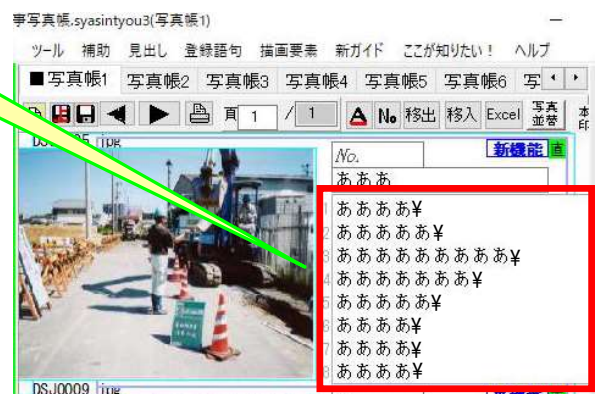 事写真帳.syasintyou3(写真帳1)
ツール 補助 見出し 登録語句 描画要素 新ガイド ここが知りたい! ヘルプ
■写真帳1 写真帳2 写真帳3 写真帳4 写真帳5 写真帳6 写
頁 1 / 1 A No 移出 移入 Excel 写真並替 本印
No. 新機能 直
あああ
1 ああああ¥
2 あああああ¥
3 あああああああああ¥
4 あああああああ¥
5 あああああ¥
6 ああああ¥
7 ああああ¥
8 ああああ¥
DSJ0009 jpg